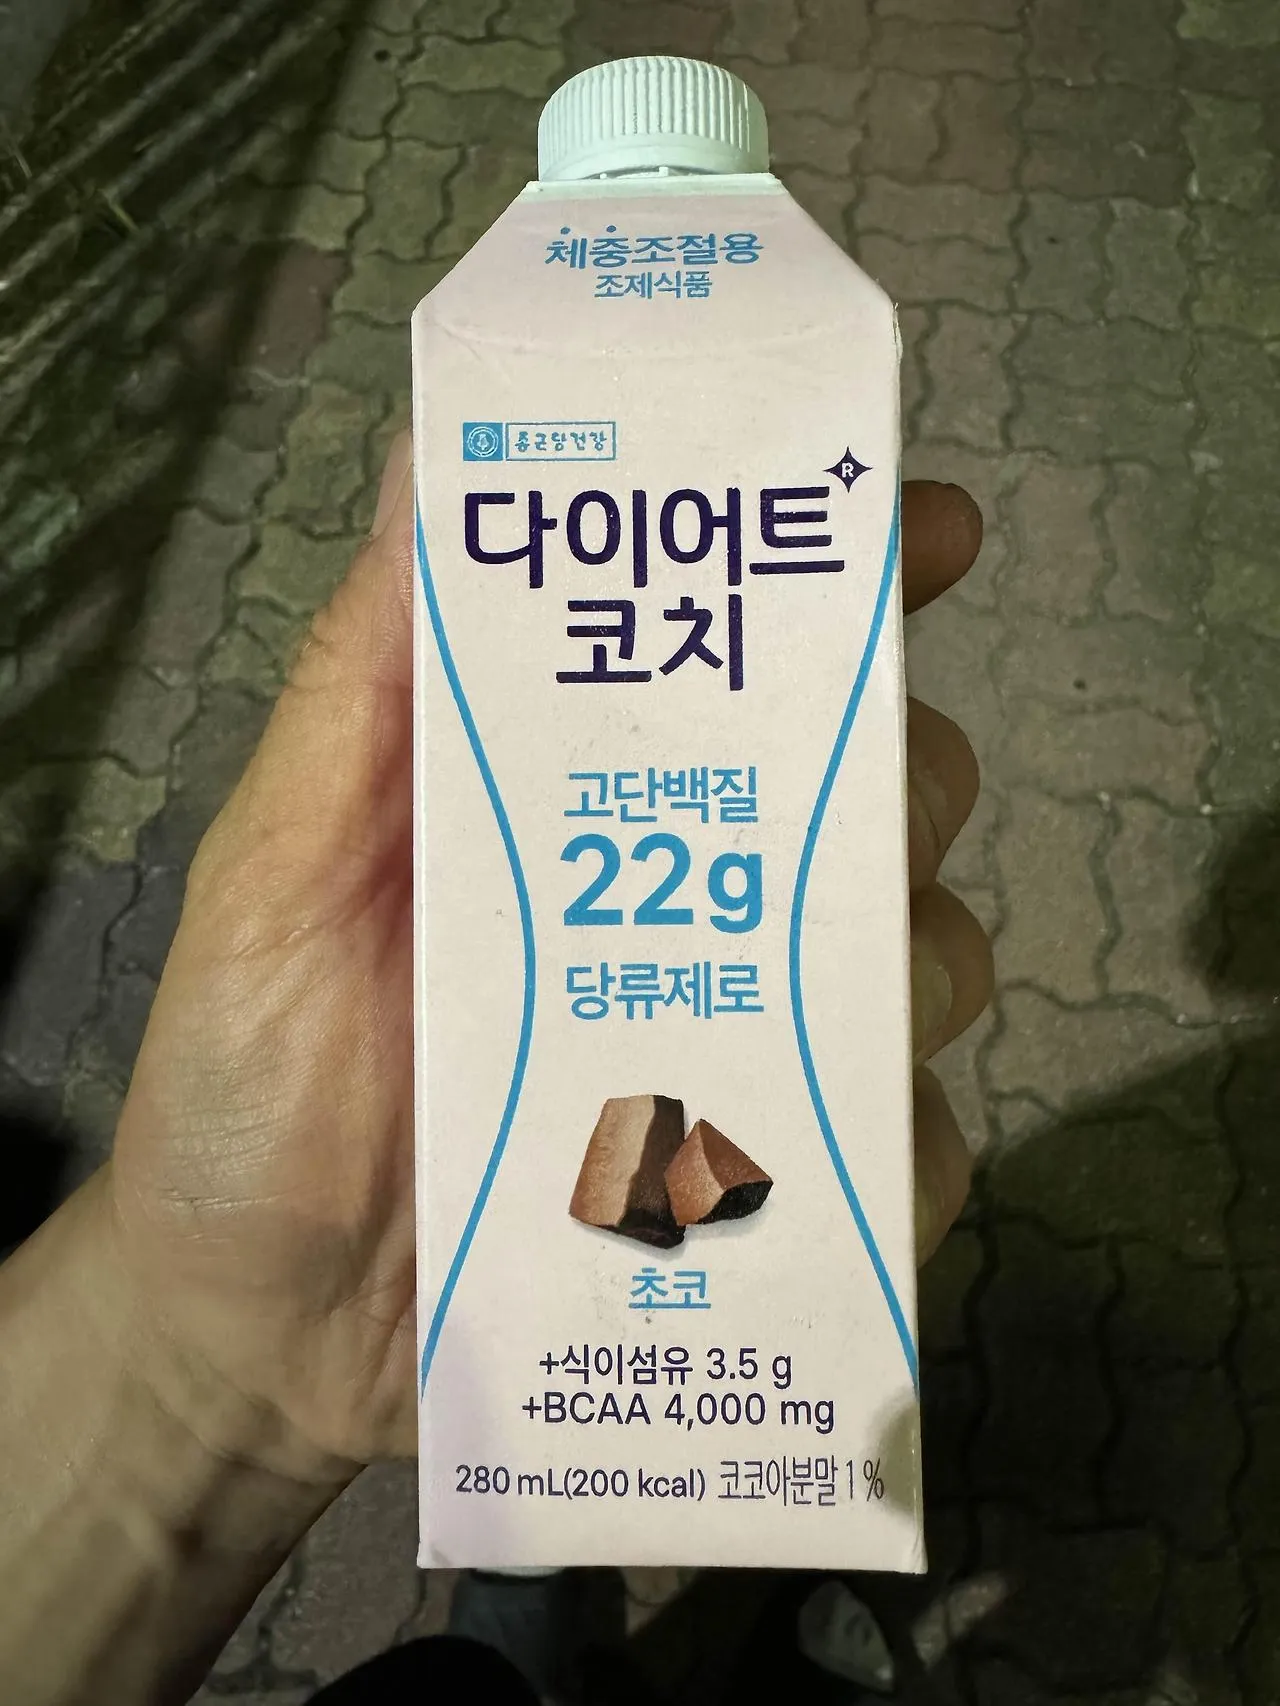 체중조절용
조제식품
종근당건강
다이어트
R
코치
고단백질
22g
당류제로
초코
+식이섬유 3.5 g
+BCAA 4,000 mg
280 mL(200 kcal) 코코아분말 1 %